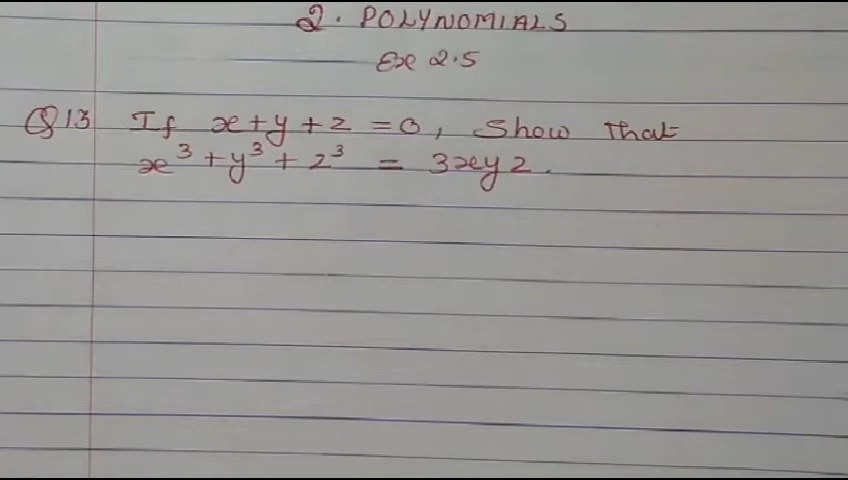 2. POLYNOMIALS
Ex 2.5
Q13 If x+y+z=0, Show that
x³+y³+z³ = 3xyz.